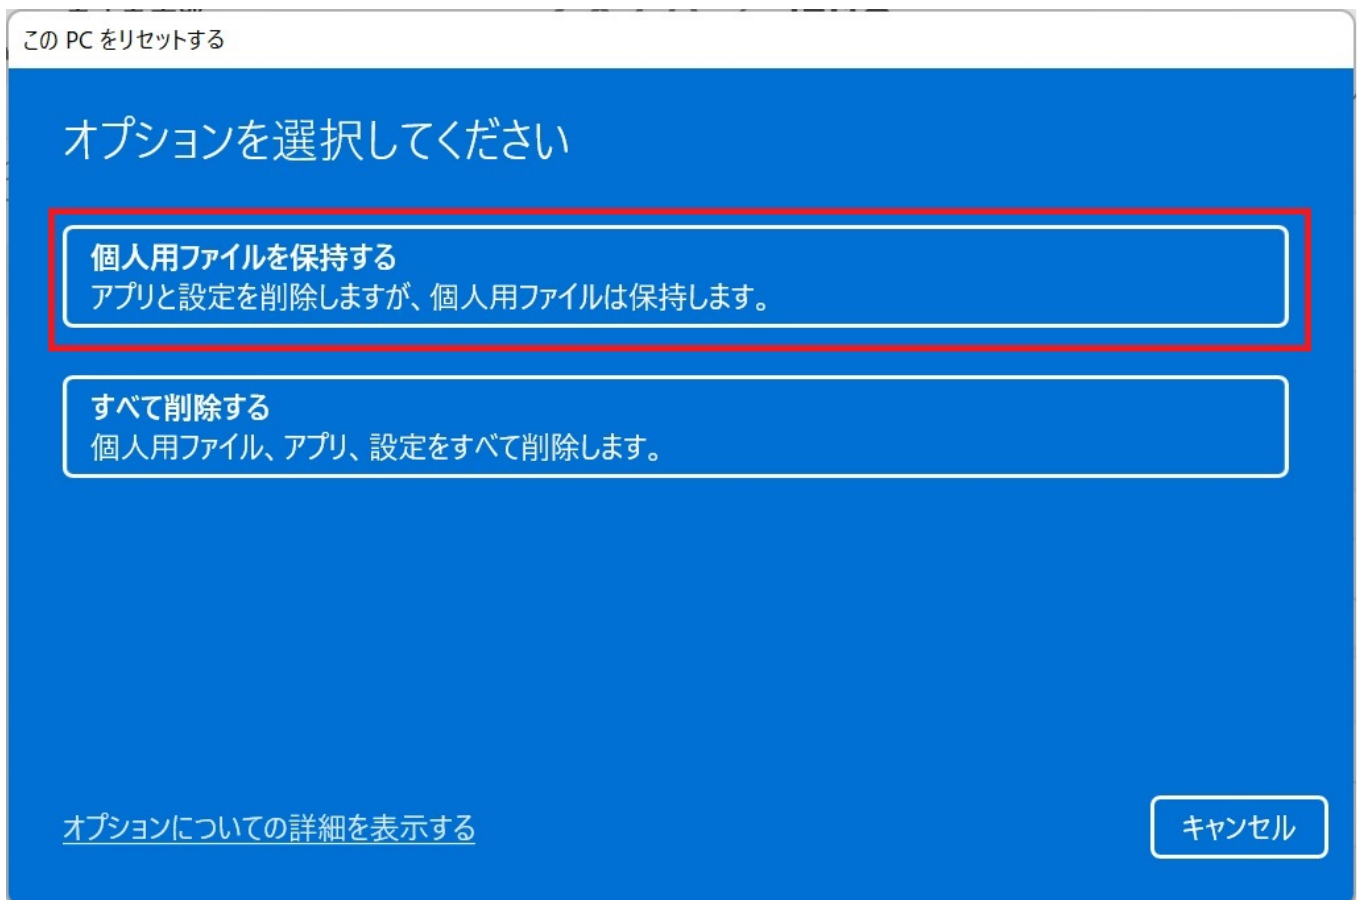 この PC をリセットする
オプションを選択してください
個人用ファイルを保持する
アプリと設定を削除しますが、個人用ファイルは保持します。
すべて削除する
個人用ファイル、アプリ、設定をすべて削除します。
オプションについての詳細を表示する
キャンセル